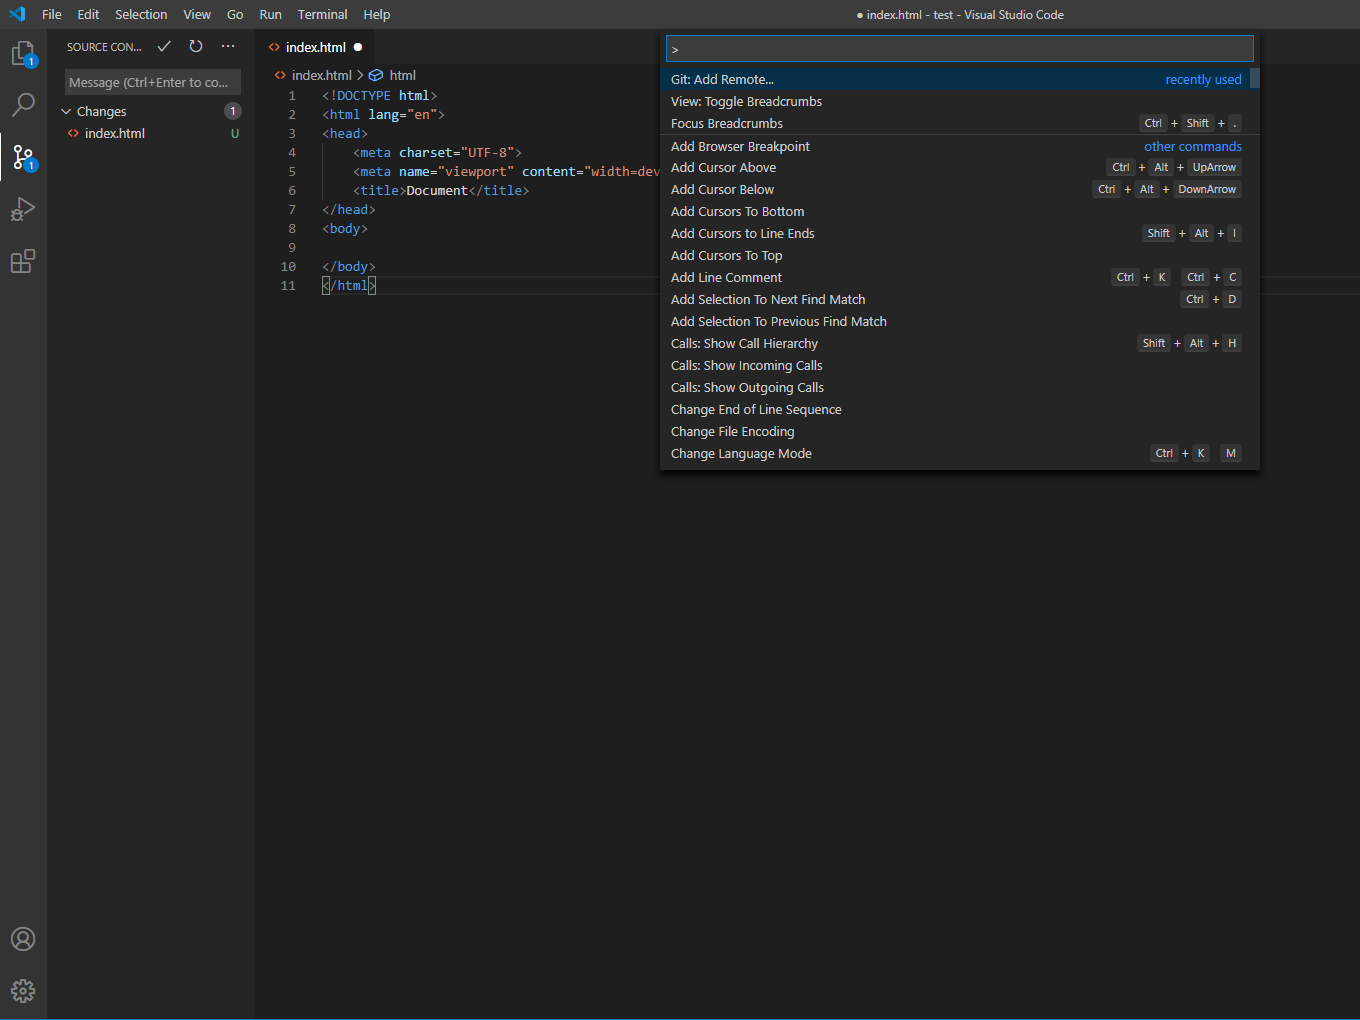 File Edit Selection View Go Run Terminal Help
● index.html - test - Visual Studio Code
SOURCE CON...
Message (Ctrl+Enter to co...
Changes 1
index.html U
1
1
index.html ●
index.html > html
1 <!DOCTYPE html>
2 <html lang="en">
3 <head>
4 <meta charset="UTF-8">
5 <meta name="viewport" content="width=dev
6 <title>Document</title>
7 </head>
8 <body>
9
10 </body>
11 </html>
>
Git: Add Remote... recently used
View: Toggle Breadcrumbs
Focus Breadcrumbs Ctrl + Shift + .
Add Browser Breakpoint other commands
Add Cursor Above Ctrl + Alt + UpArrow
Add Cursor Below Ctrl + Alt + DownArrow
Add Cursors To Bottom
Add Cursors to Line Ends Shift + Alt + I
Add Cursors To Top
Add Line Comment Ctrl + K Ctrl + C
Add Selection To Next Find Match Ctrl + D
Add Selection To Previous Find Match
Calls: Show Call Hierarchy Shift + Alt + H
Calls: Show Incoming Calls
Calls: Show Outgoing Calls
Change End of Line Sequence
Change File Encoding
Change Language Mode Ctrl + K M